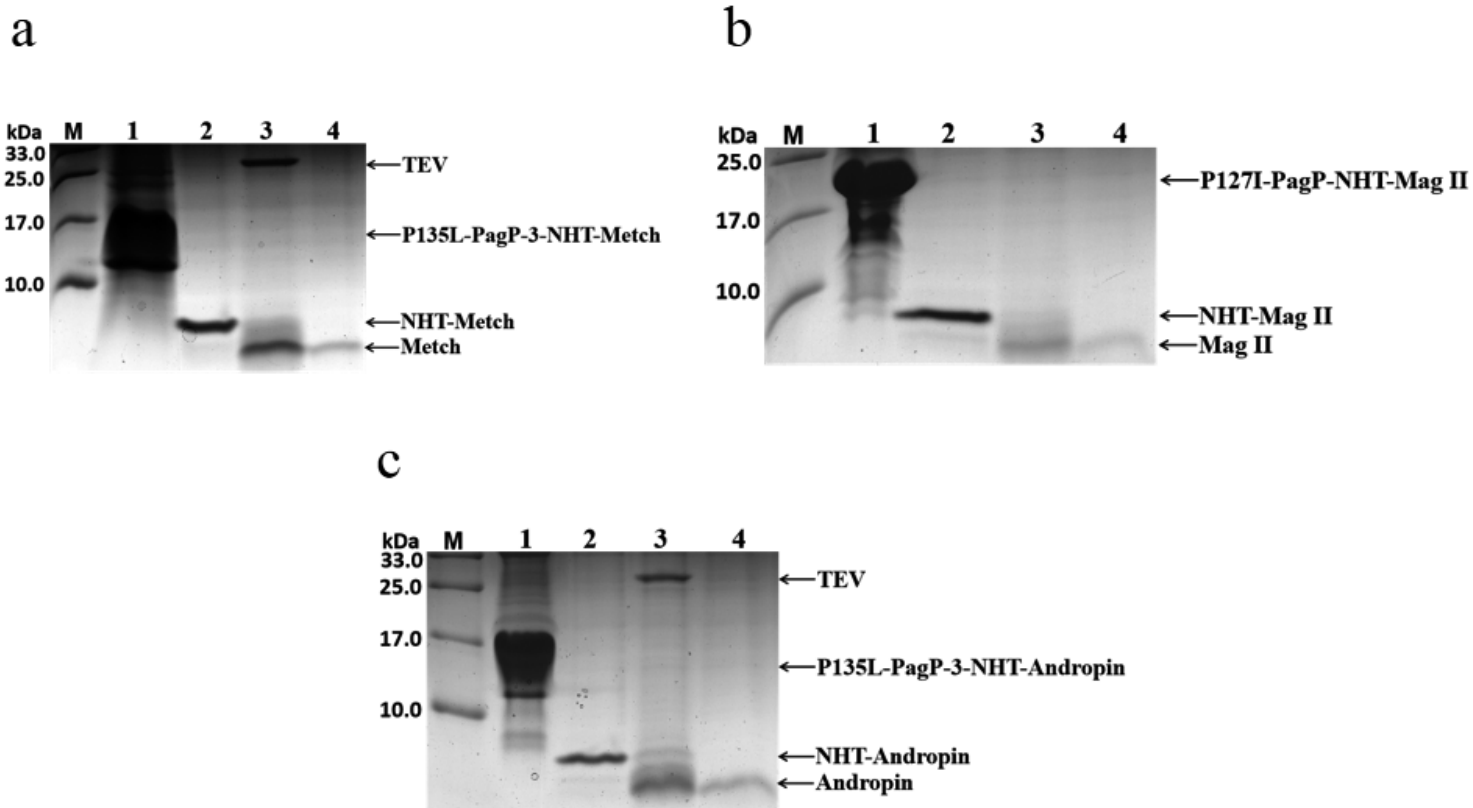 a
kDa M 1 2 3 4
33.0
25.0
17.0
10.0
TEV
P135L-PagP-3-NHT-Metch
NHT-Metch
Metch
b
kDa M 1 2 3 4
25.0
17.0
10.0
P127I-PagP-NHT-Mag II
NHT-Mag II
Mag II
c
kDa M 1 2 3 4
33.0
25.0
17.0
10.0
TEV
P135L-PagP-3-NHT-Andropin
NHT-Andropin
Andropin